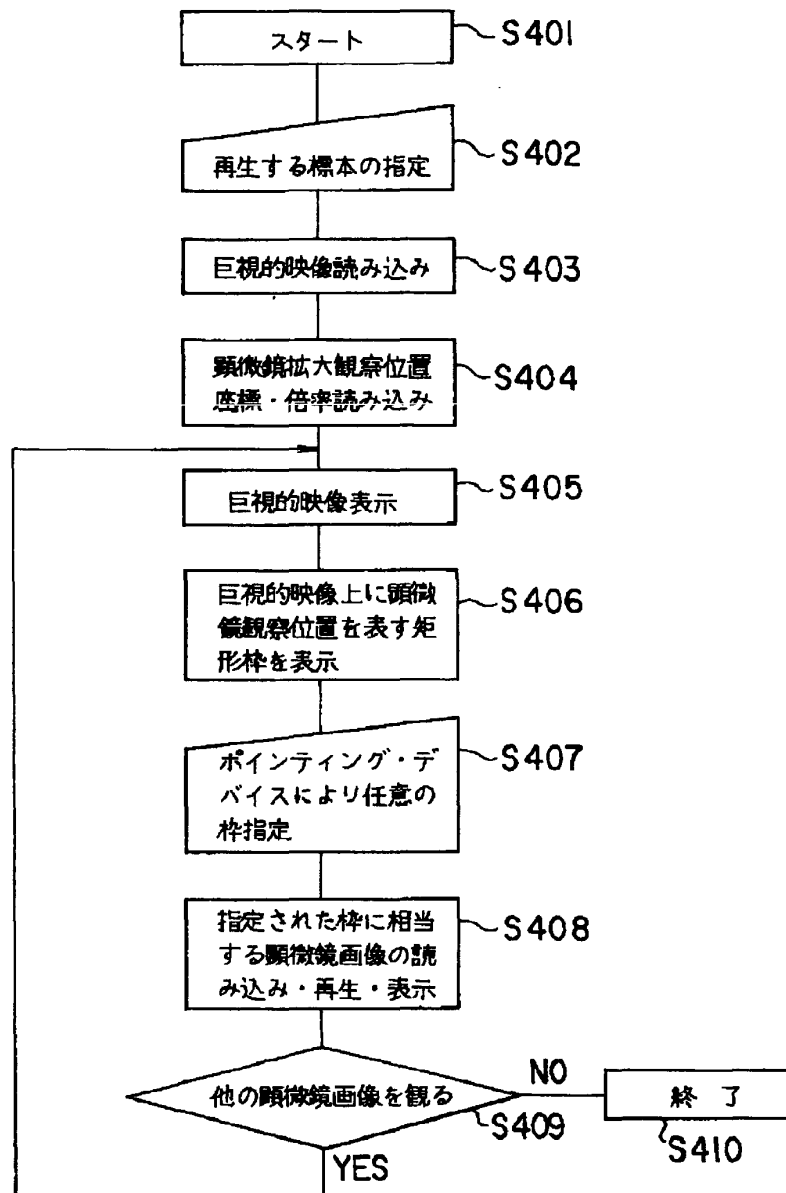 スタート
S401
再生する標本の指定
S402
巨視的映像読み込み
S403
顕微鏡拡大観察位置
座標・倍率読み込み
S404
巨視的映像表示
S405
巨視的映像上に顕微
鏡観察位置を表す矩
形枠を表示
S406
ポインティング・デ
バイスにより任意の
枠指定
S407
指定された枠に相当
する顕微鏡画像の読
み込み・再生・表示
S408
他の顕微鏡画像を観る
S409
NO
終了
S410
YES